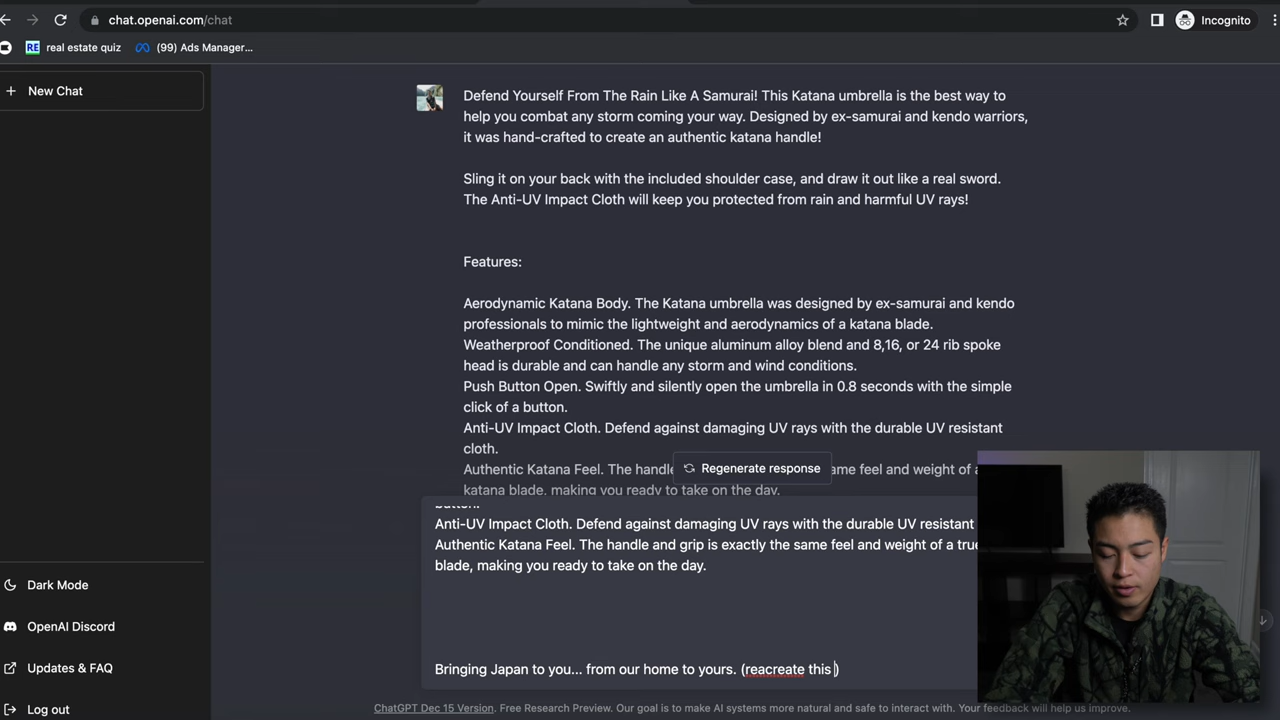 chat.openai.com/chat
Incognito
RE real estate quiz
(99) Ads Manager...
New Chat
Defend Yourself From The Rain Like A Samurai! This Katana umbrella is the best way to
help you combat any storm coming your way. Designed by ex-samurai and kendo warriors,
it was hand-crafted to create an authentic katana handle!
Sling it on your back with the included shoulder case, and draw it out like a real sword.
The Anti-UV Impact Cloth will keep you protected from rain and harmful UV rays!
Features:
Aerodynamic Katana Body. The Katana umbrella was designed by ex-samurai and kendo
professionals to mimic the lightweight and aerodynamics of a katana blade.
Weatherproof Conditioned. The unique aluminum alloy blend and 8,16, or 24 rib spoke
head is durable and can handle any storm and wind conditions.
Push Button Open. Swiftly and silently open the umbrella in 0.8 seconds with the simple
click of a button.
Anti-UV Impact Cloth. Defend against damaging UV rays with the durable UV resistant
cloth.
Authentic Katana Feel. The handle
Regenerate response
ame feel and weight of a
katana blade, making you ready to take on the day.
button.
Anti-UV Impact Cloth. Defend against damaging UV rays with the durable UV resistant
Authentic Katana Feel. The handle and grip is exactly the same feel and weight of a true
blade, making you ready to take on the day.
Bringing Japan to you... from our home to yours. (reacreate this )
Dark Mode
OpenAI Discord
Updates & FAQ
Log out
ChatGPT Dec 15 Version. Free Research Preview. Our goal is to make AI systems more natural and safe to interact with. Your feedback will help us improve.